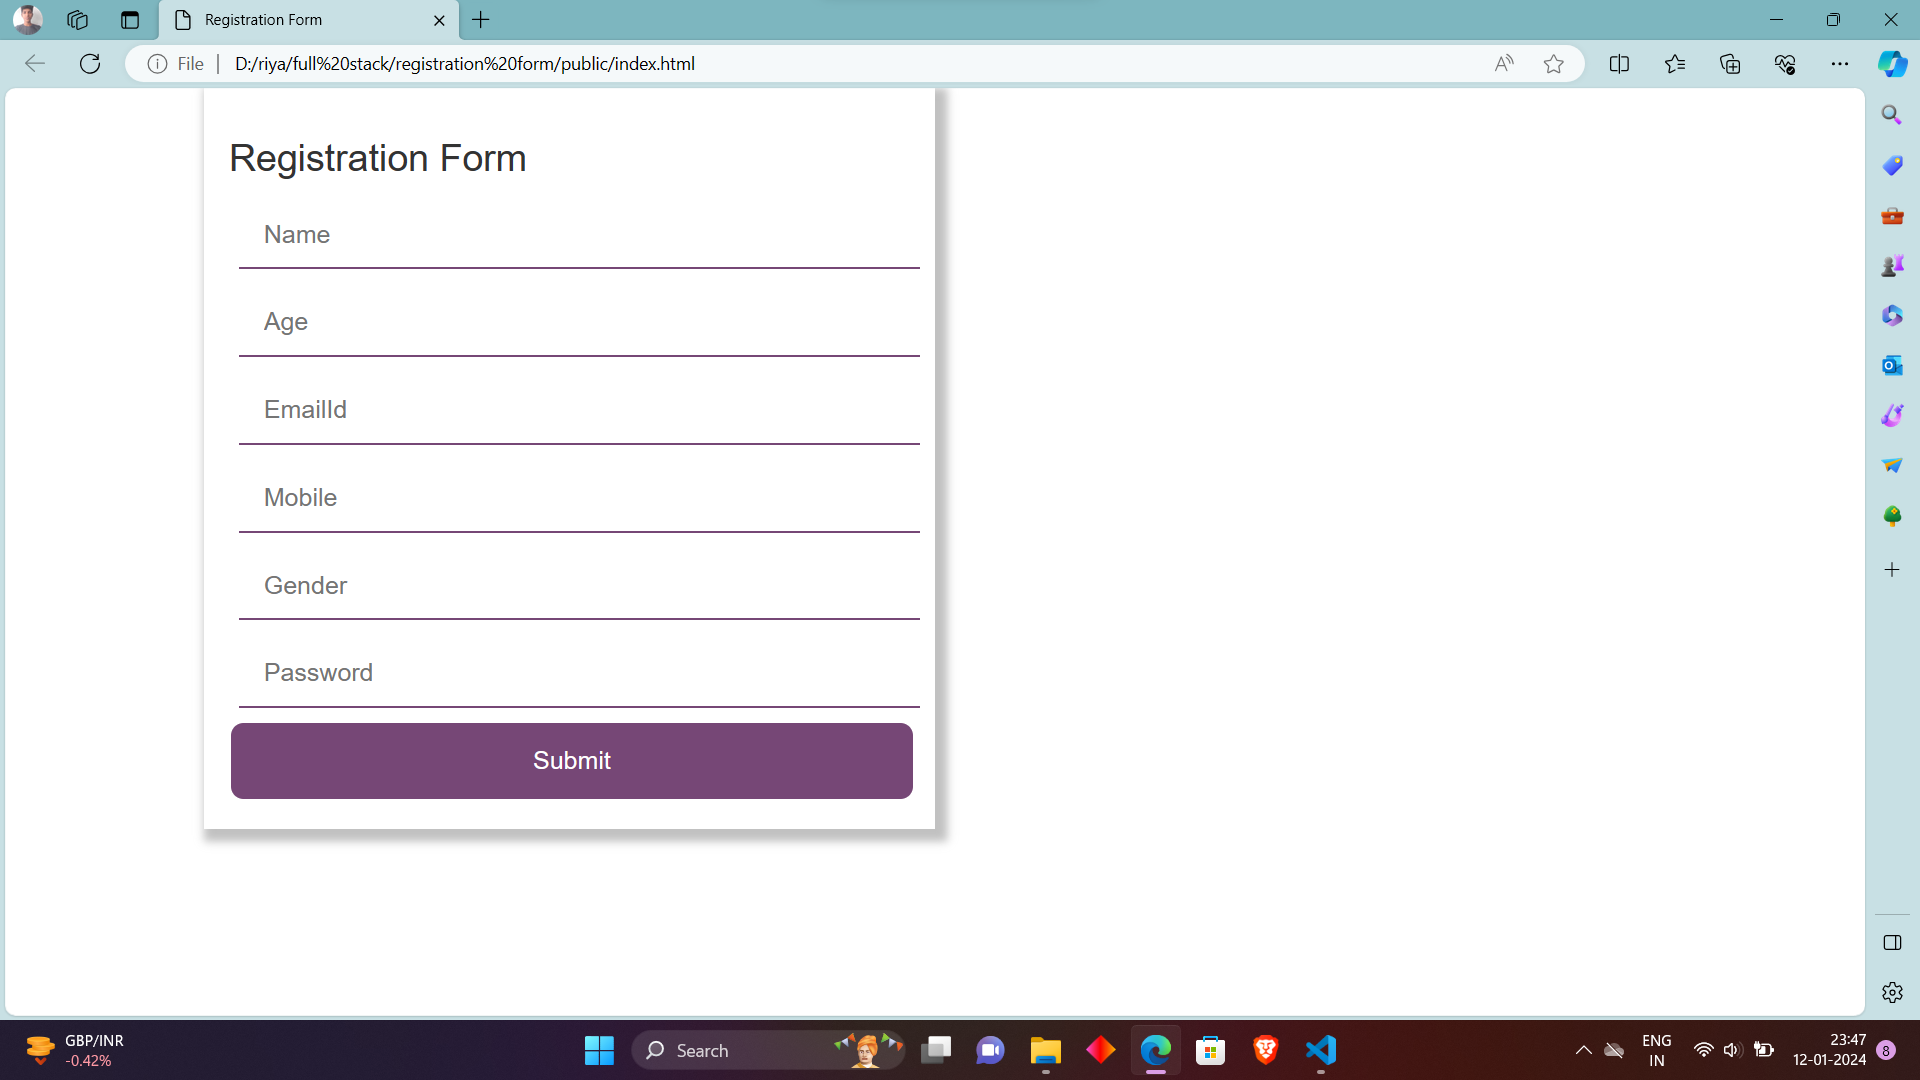 Registration Form
File
D:/riya/full%20stack/registration%20form/public/index.html
Registration Form
Name
Age
EmailId
Mobile
Gender
Password
Submit
GBP/INR
-0.42%
Search
ENG
IN
23:47
12-01-2024
8